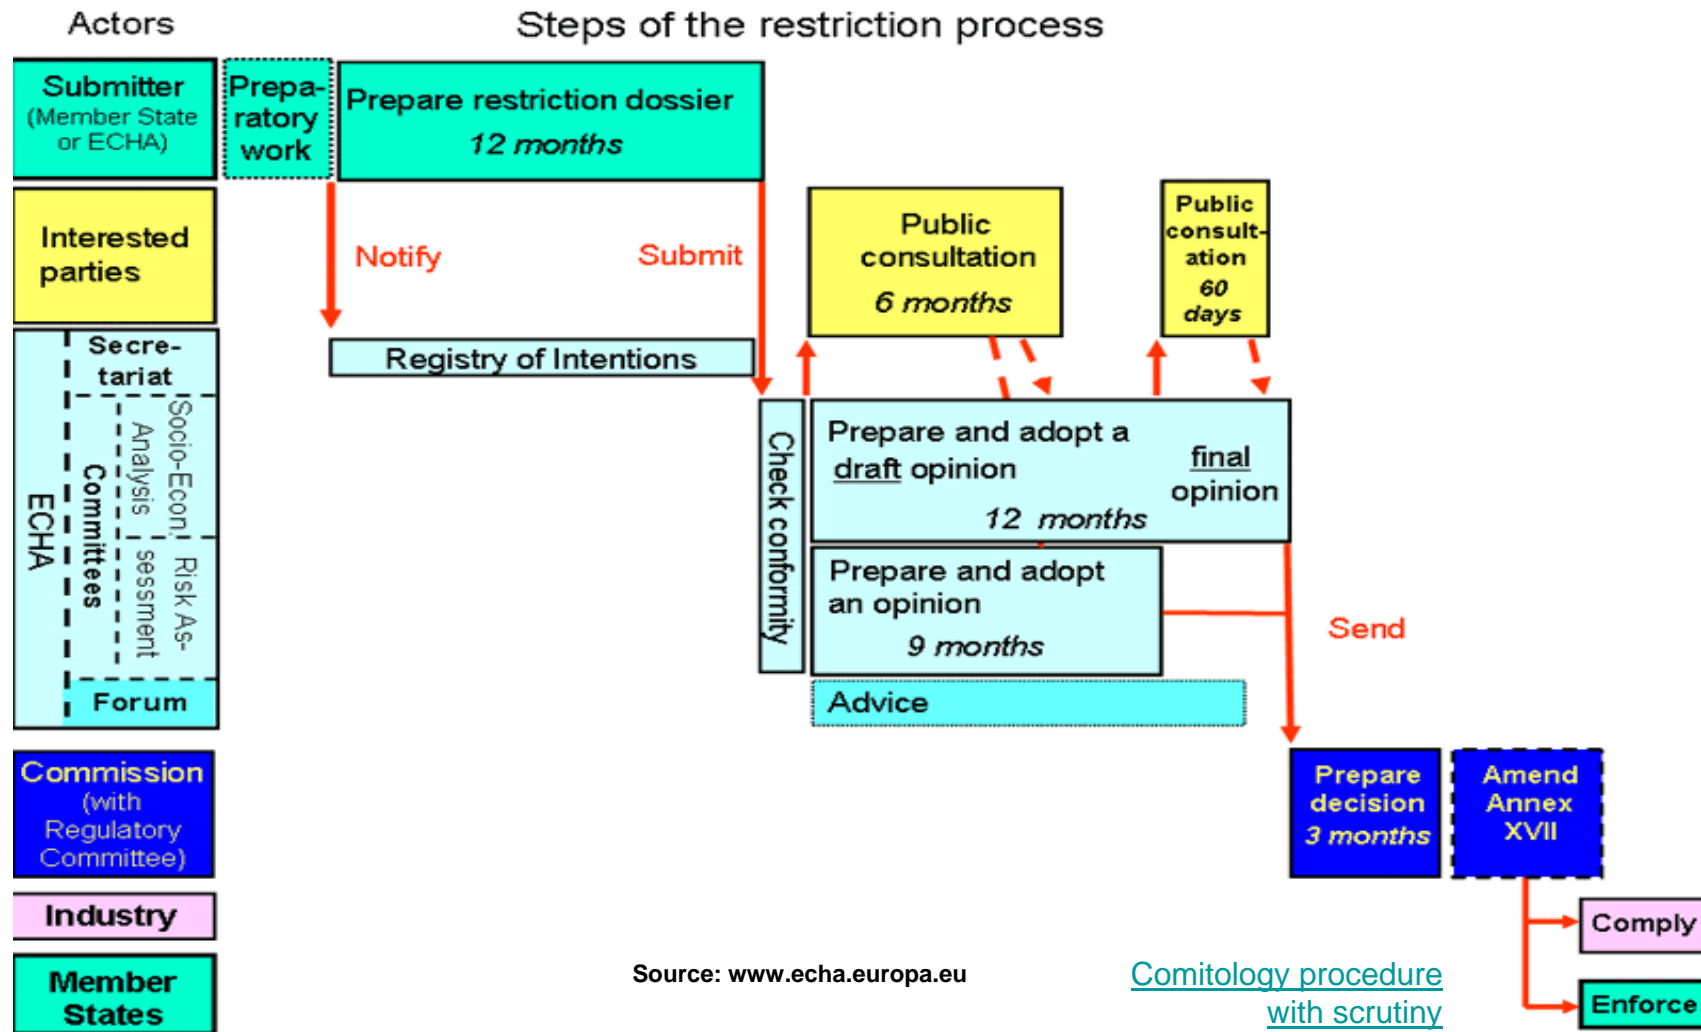 Actors
Steps of the restriction process
Submitter
(Member State
or ECHA)
Prepa-
ratory
work
Prepare restriction dossier
12 months
Interested
parties
Notify
Submit
Public
consultation
6 months
Public
consult-
ation
60
days
Secre-
tariat
Registry of Intentions
ECHA
Committees
Socio-Econ.
Analysis
Risk As-
sessment
Forum
Check conformity
Prepare and adopt a
draft opinion
12 months
final
opinion
Prepare and adopt
an opinion
9 months
Advice
Send
Commission
(with
Regulatory
Committee)
Prepare
decision
3 months
Amend
Annex
XVII
Industry
Comply
Member
States
Source: www.echa.europa.eu
Comitology procedure
with scrutiny
Enforce